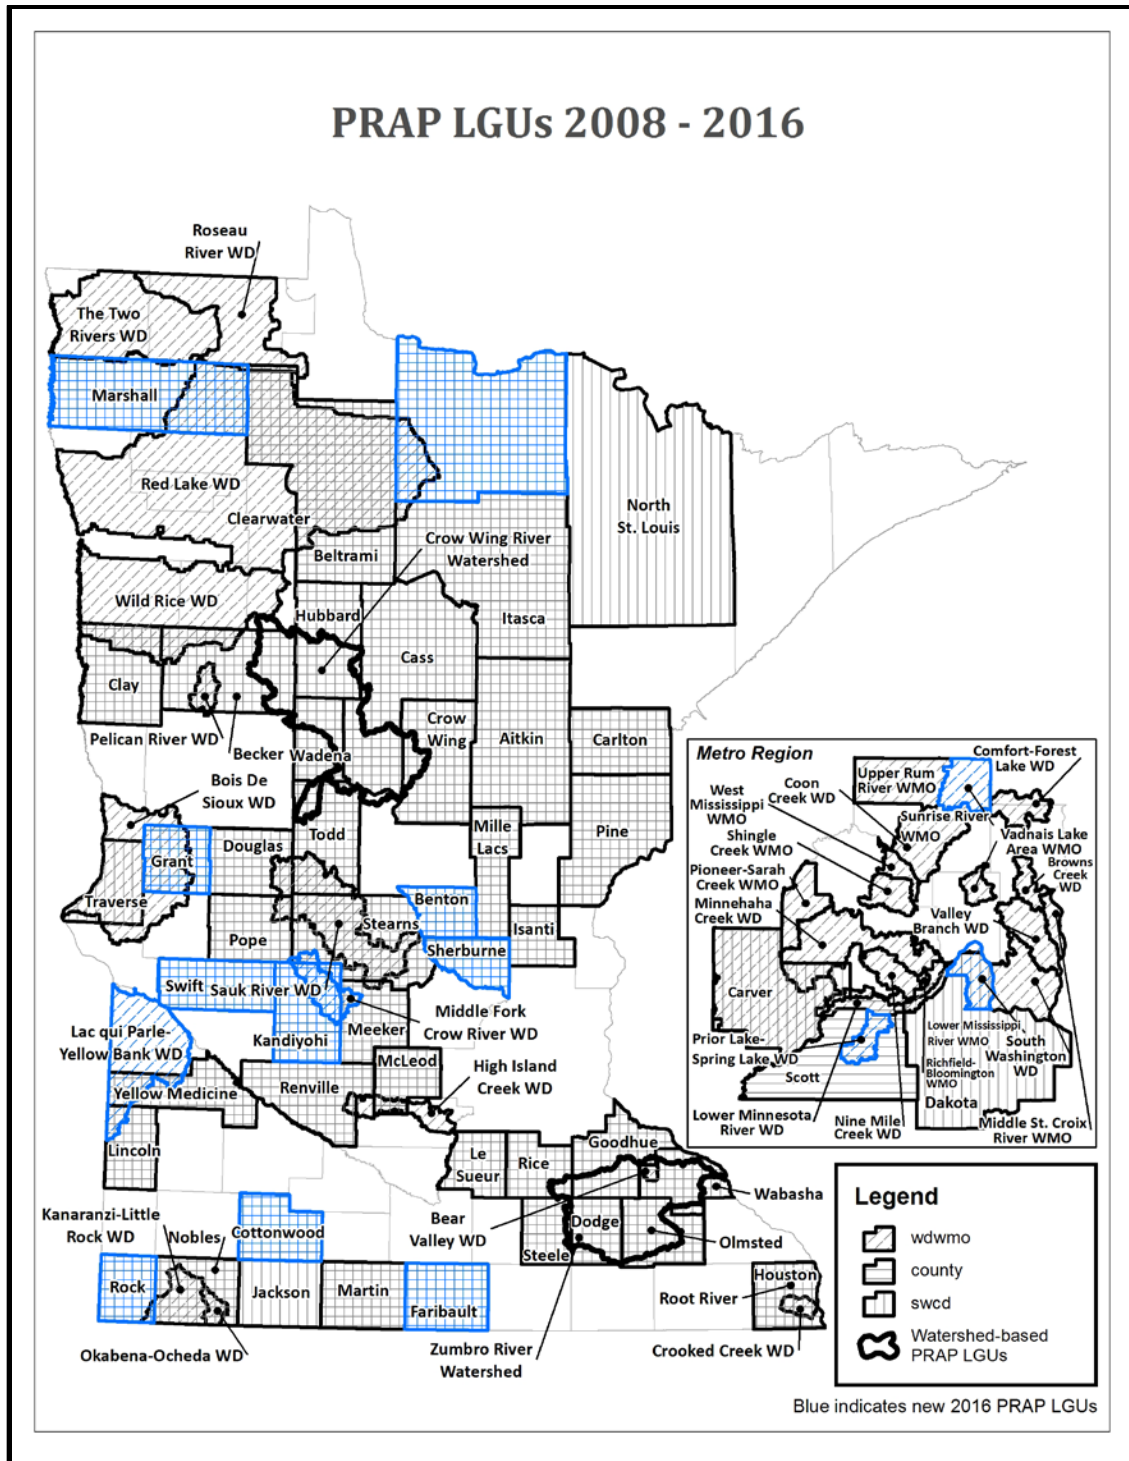 PRAP LGUs 2008 - 2016
Roseau
River WD
The Two
Rivers WD
Marshall
Red Lake WD
Clearwater
North
St. Louis
Beltrami
Crow Wing River
Watershed
Wild Rice WD
Hubbard
Itasca
Cass
Clay
Pelican River WD
Becker
Wadena
Crow
Wing
Aitkin
Carlton
Bois De
Sioux WD
Todd
Mille
Lacs
Pine
Grant
Douglas
Traverse
Benton
Stearns
Isanti
Pope
Sherburne
Swift
Sauk River WD
Middle Fork
Crow River WD
Meeker
Kandiyohi
Lac qui Parle-
Yellow Bank WD
McLeod
High Island
Creek WD
Renville
Yellow Medicine
Lincoln
Goodhue
Le
Sueur
Rice
Wabasha
Kanaranzi-Little
Rock WD
Nobles
Cottonwood
Bear
Valley WD
Dodge
Steele
Olmsted
Rock
Jackson
Martin
Faribault
Houston
Root River
Okabena-Ocheda WD
Zumbro River
Watershed
Crooked Creek WD
Metro Region
Comfort-Forest
Lake WD
Upper Rum
River WMO
Coon
Creek WD
West
Mississippi
WMO
Sunrise River
WMO
Shingle
Creek WMO
Vadnais Lake
Area WMO
Browns
Creek
WD
Pioneer-Sarah
Creek WMO
Minnehaha
Creek WD
Valley
Branch WD
Carver
Lower Mississippi
River WMO
South
Washington
WD
Prior Lake-
Spring Lake WD
Richfield-
Bloomington
WMO
Scott
Dakota
Lower Minnesota
River WD
Nine Mile
Creek WD
Middle St. Croix
River WMO
Legend
wdwmo
county
swcd
Watershed-based
PRAP LGUs
Blue indicates new 2016 PRAP LGUs